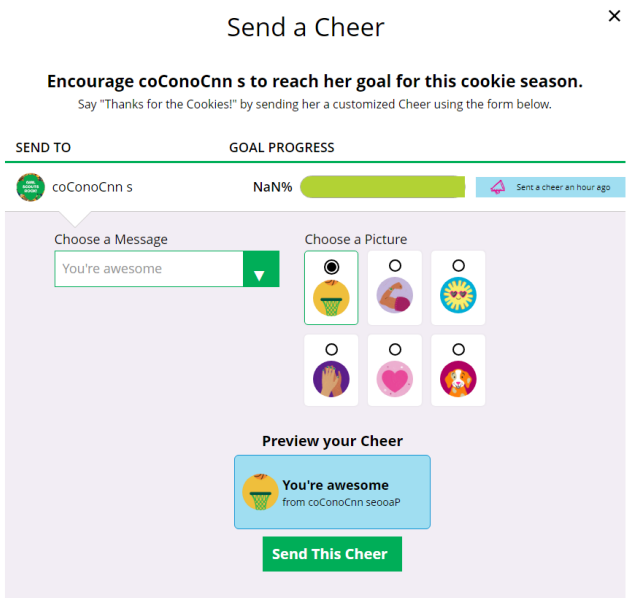 Send a Cheer
Encourage coConoCnn s to reach her goal for this cookie season.
Say "Thanks for the Cookies!" by sending her a customized Cheer using the form below.
SEND TO GOAL PROGRESS
coConoCnn s NaN% Sent a cheer an hour ago
Choose a Message Choose a Picture
You're awesome
Preview your Cheer
You're awesome
from coConoCnn seooaP
Send This Cheer